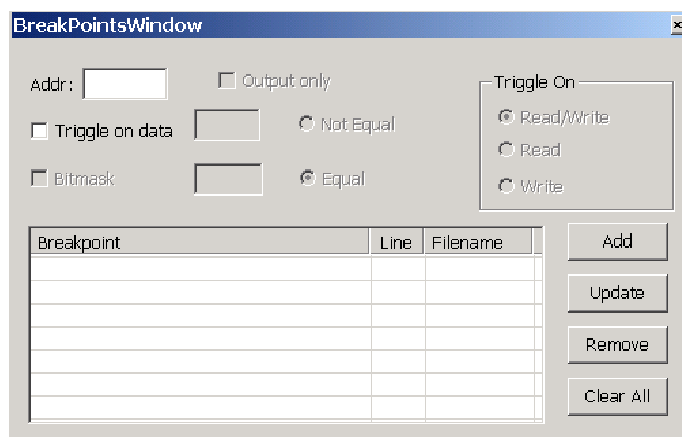 BreakPointsWindow
Addr:
Output only
Triggle on data
Not Equal
Bitmask
Equal
Triggle On
Read/Write
Read
Write
Breakpoint Line Filename
Add
Update
Remove
Clear All